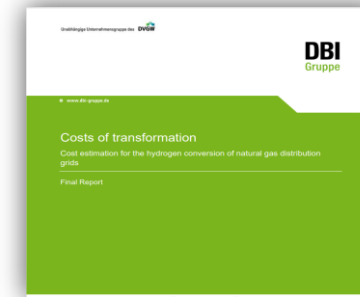 Unabhängige Unternehmensgruppe des DVGW
DBI
Gruppe
www.dbi-gruppe.de
Costs of transformation
Cost estimation for the hydrogen conversion of natural gas distribution
grids
Final Report